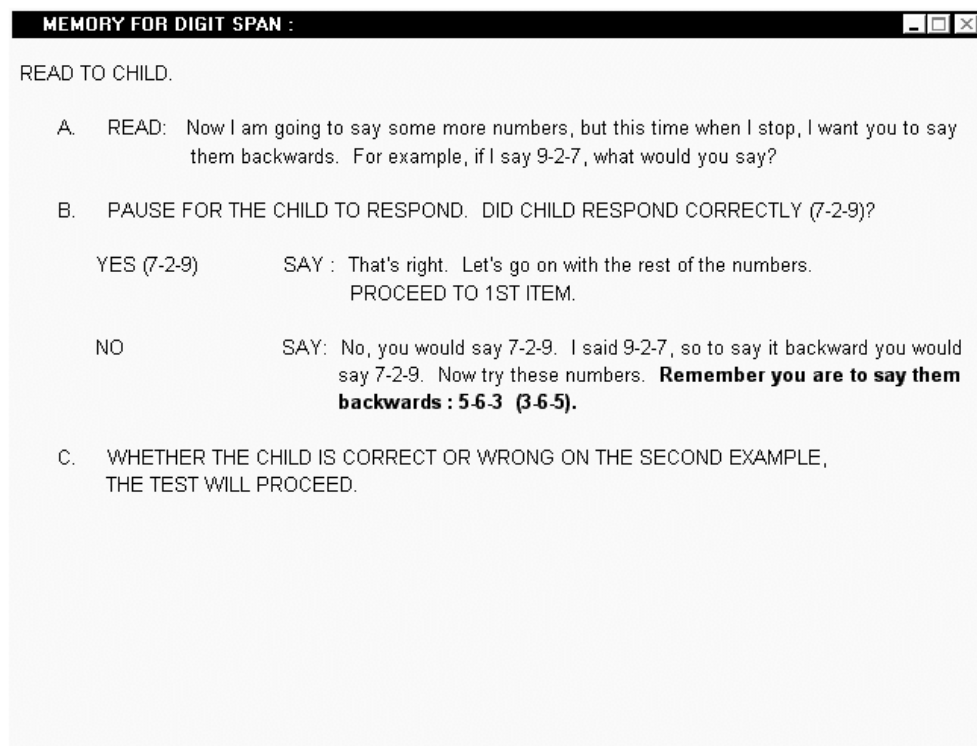 MEMORY FOR DIGIT SPAN :
READ TO CHILD.
A. READ: Now I am going to say some more numbers, but this time when I stop, I want you to say
them backwards. For example, if I say 9-2-7, what would you say?
B. PAUSE FOR THE CHILD TO RESPOND. DID CHILD RESPOND CORRECTLY (7-2-9)?
YES (7-2-9) SAY : That's right. Let's go on with the rest of the numbers.
PROCEED TO 1ST ITEM.
NO SAY: No, you would say 7-2-9. I said 9-2-7, so to say it backward you would
say 7-2-9. Now try these numbers. Remember you are to say them
backwards : 5-6-3 (3-6-5).
C. WHETHER THE CHILD IS CORRECT OR WRONG ON THE SECOND EXAMPLE,
THE TEST WILL PROCEED.